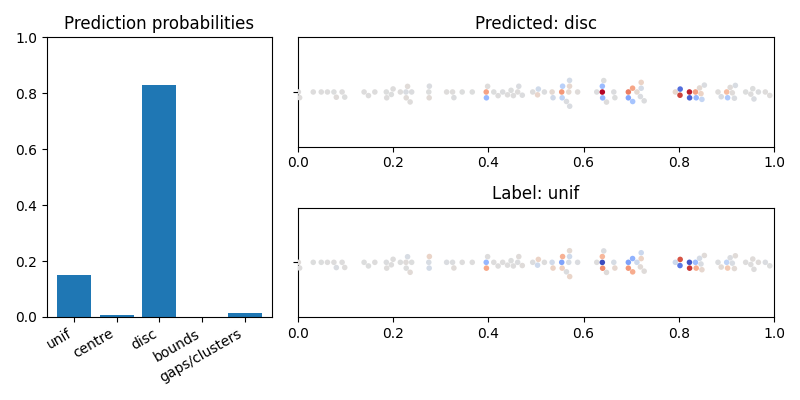 Prediction probabilities
1.0
0.8
0.6
0.4
0.2
0.0
unif
centre
disc
bounds
gaps/clusters
Predicted: disc
0.0 0.2 0.4 0.6 0.8 1.0
Label: unif
0.0 0.2 0.4 0.6 0.8 1.0